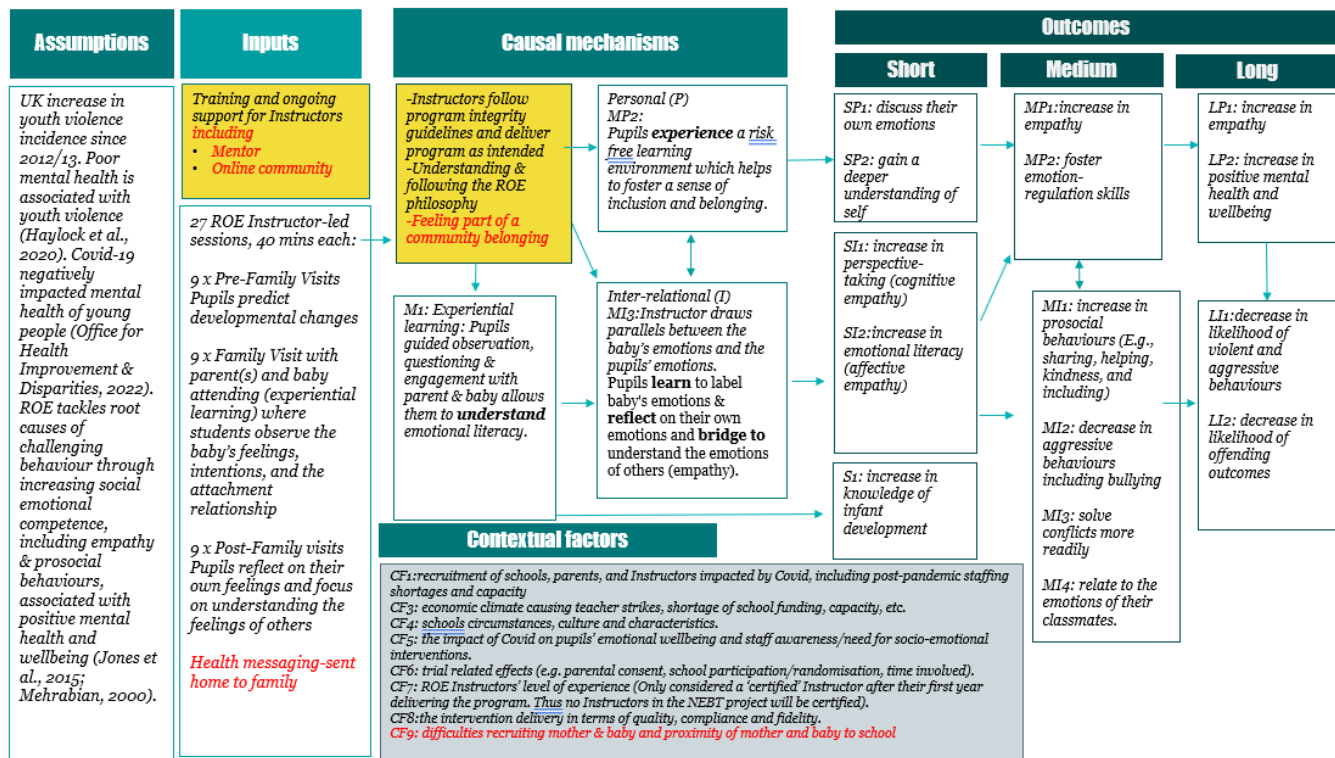 Assumptions
UK increase in
youth violence
incidence since
2012/13. Poor
mental health is
associated with
youth violence
(Haylock et al.,
2020). Covid-19
negatively
impacted mental
health of young
people (Office for
Health
Improvement &
Disparities, 2022).
ROE tackles root
causes of
challenging
behaviour through
increasing social
emotional
competence,
including empathy
& prosocial
behaviours,
associated with
positive mental
health and
wellbeing (Jones et
al., 2015;
Mehrabian, 2000).
Inputs
Training and ongoing
support for Instructors
including
• Mentor
• Online community
27 ROE Instructor-led
sessions, 40 mins each:
9 x Pre-Family Visits
Pupils predict
developmental changes
9 x Family Visit with
parent(s) and baby
attending (experiential
learning) where
students observe the
baby's feelings,
intentions, and the
attachment
relationship
9 x Post-Family visits
Pupils reflect on their
own feelings and focus
on understanding the
feelings of others
Health messaging-sent
home to family
Causal mechanisms
-Instructors follow
program integrity
guidelines and deliver
program as intended
-Understanding &
following the ROE
philosophy
-Feeling part of a
community belonging
Personal (P)
MP2:
Pupils experience a risk
free learning
environment which helps
to foster a sense of
inclusion and belonging.
M1: Experiential
learning: Pupils
guided observation,
questioning &
engagement with
parent & baby allows
them to understand
emotional literacy.
Inter-relational (I)
MI3:Instructor draws
parallels between the
baby's emotions and the
pupils' emotions.
Pupils learn to label
baby's emotions &
reflect on their own
emotions and bridge to
understand the emotions
of others (empathy).
Outcomes
Short
SP1: discuss their
own emotions
SP2: gain a
deeper
understanding of
self
SI1: increase in
perspective-
taking (cognitive
empathy)
SI2:increase in
emotional literacy
(affective
empathy)
S1: increase in
knowledge of
infant
development
Medium
MP1:increase in
empathy
MP2: foster
emotion-
regulation skills
MI1: increase in
prosocial
behaviours (E.g.,
sharing, helping,
kindness, and
including)
MI2: decrease in
aggressive
behaviours
including bullying
MI3: solve
conflicts more
readily
MI4: relate to the
emotions of their
classmates.
Long
LP1: increase in
empathy
LP2: increase in
positive mental
health and
wellbeing
LI1:decrease in
likelihood of
violent and
aggressive
behaviours
LI2: decrease in
likelihood of
offending
outcomes
Contextual factors
CF1:recruitment of schools, parents, and Instructors impacted by Covid, including post-pandemic staffing
shortages and capacity
CF3: economic climate causing teacher strikes, shortage of school funding, capacity, etc.
CF4: schools circumstances, culture and characteristics.
CF5: the impact of Covid on pupils' emotional wellbeing and staff awareness/need for socio-emotional
interventions.
CF6: trial related effects (e.g. parental consent, school participation/randomisation, time involved).
CF7: ROE Instructors' level of experience (Only considered a 'certified' Instructor after their first year
delivering the program. Thus no Instructors in the NEBT project will be certified).
CF8:the intervention delivery in terms of quality, compliance and fidelity.
CF9: difficulties recruiting mother & baby and proximity of mother and baby to school